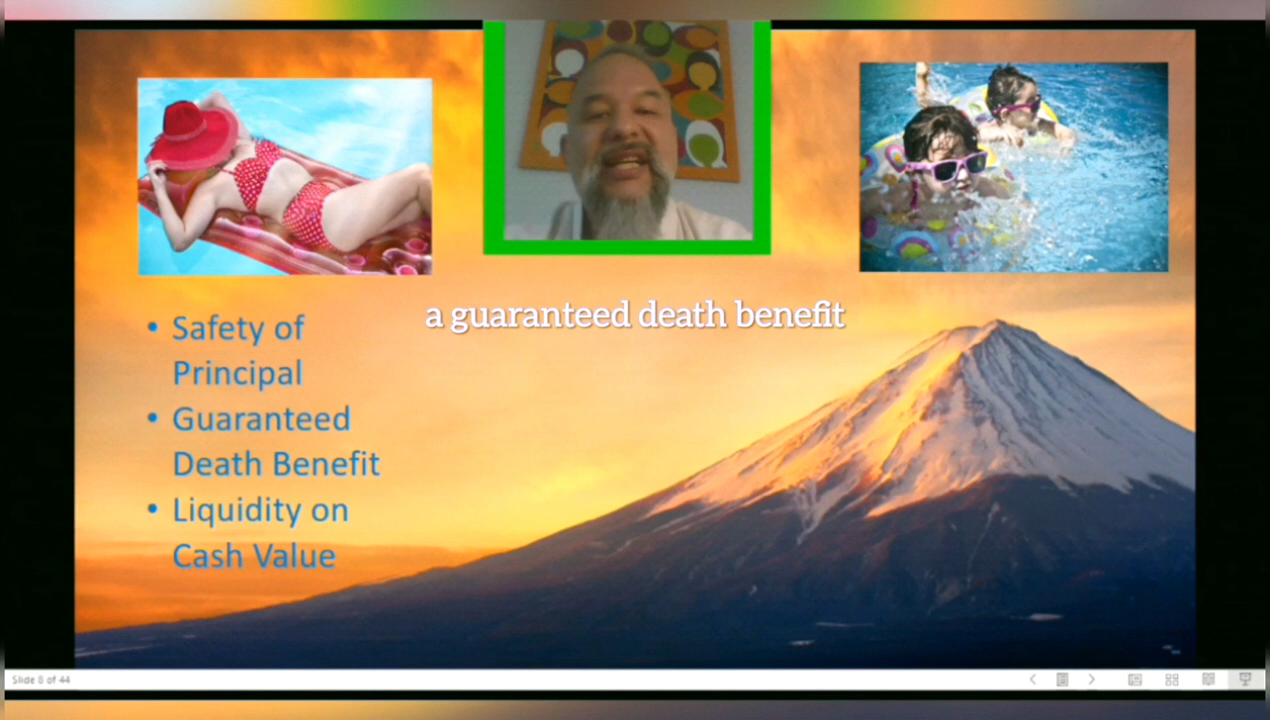 a guaranteed death benefit
• Safety of
Principal
• Guaranteed
Death Benefit
• Liquidity on
Cash Value
Slide 8 of 44